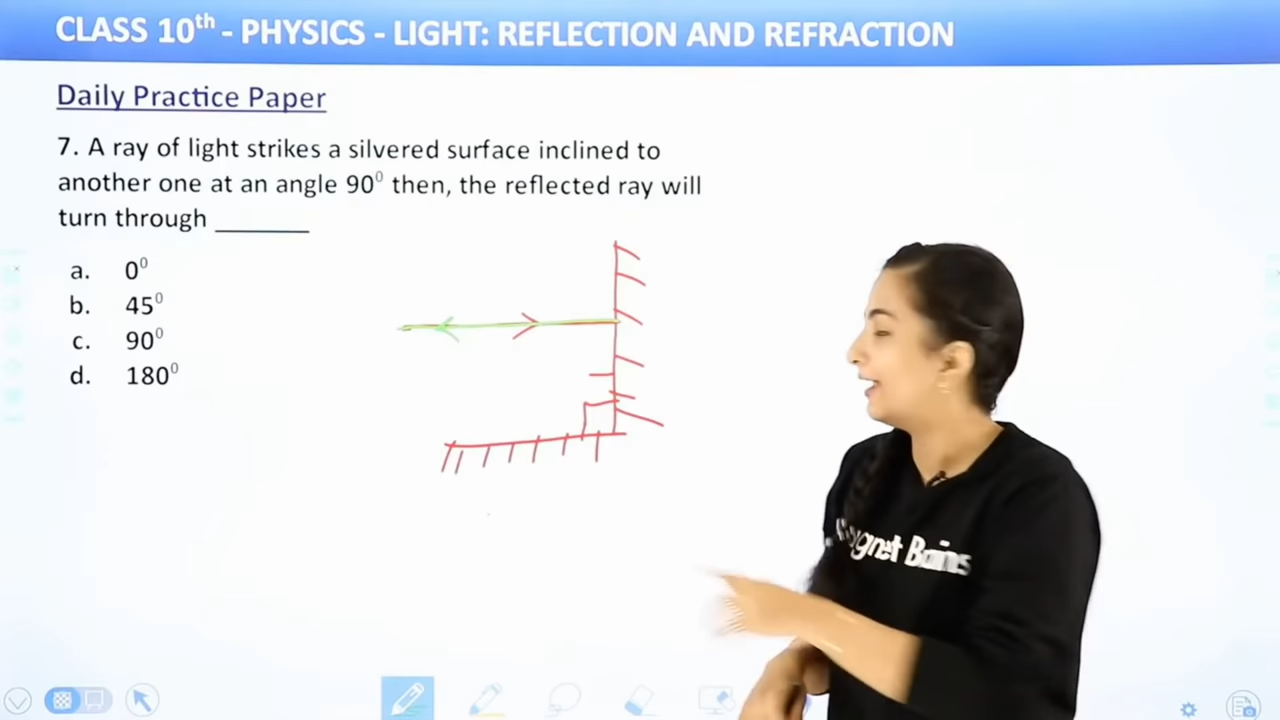 CLASS 10th - PHYSICS - LIGHT: REFLECTION AND REFRACTION
Daily Practice Paper
7. A ray of light strikes a silvered surface inclined to
another one at an angle 90⁰ then, the reflected ray will
turn through ________
a. 0⁰
b. 45⁰
c. 90⁰
d. 180⁰
Magnet Brains